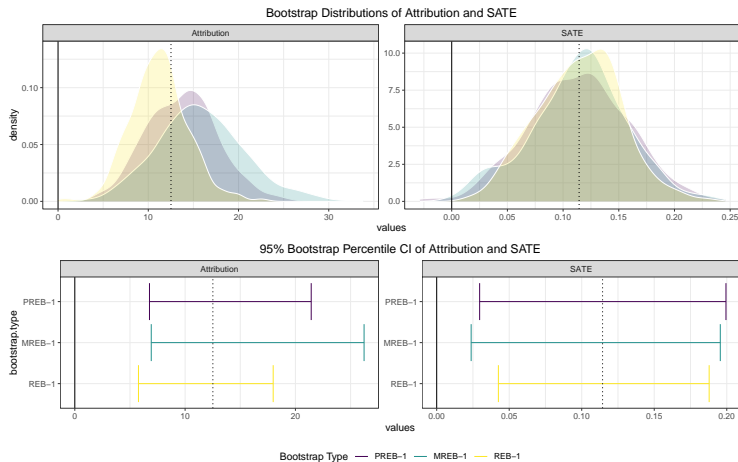 Bootstrap Distributions of Attribution and SATE
Attribution
SATE
density
0.10
0.05
0.00
0
10
20
30
10.0
7.5
5.0
2.5
0.0
0.00
0.05
0.10
0.15
0.20
0.25
values
95% Bootstrap Percentile CI of Attribution and SATE
Attribution
SATE
bootstrap.type
PREB−1
MREB−1
REB−1
0
10
20
PREB−1
MREB−1
REB−1
0.00
0.05
0.10
0.15
0.20
values
Bootstrap Type
PREB−1
MREB−1
REB−1